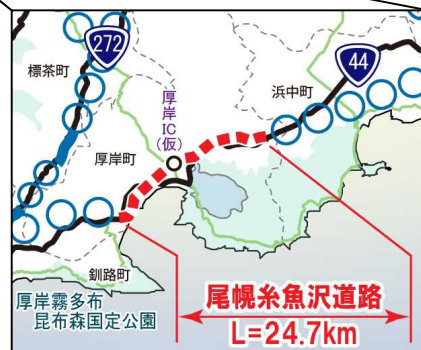 272
標茶町
44
浜中町
厚岸
IC
(仮)
厚岸町
釧路町
厚岸霧多布
昆布森国定公園
尾幌糸魚沢道路
L=24.7km